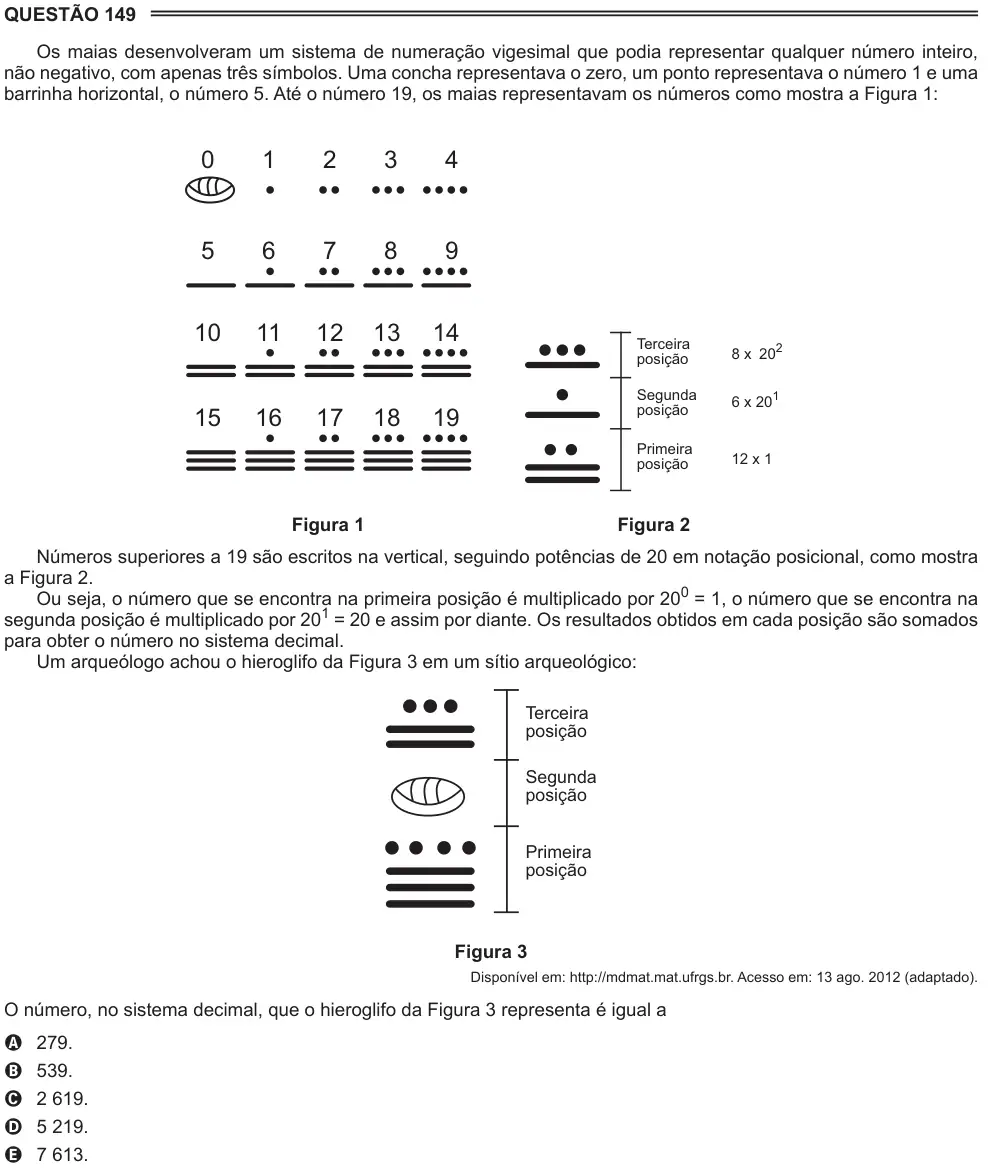 QUESTÃO 149
Os maias desenvolveram um sistema de numeração vigesimal que podia representar qualquer número inteiro,
não negativo, com apenas três símbolos. Uma concha representava o zero, um ponto representava o número 1 e uma
barrinha horizontal, o número 5. Até o número 19, os maias representavam os números como mostra a Figura 1:
0 1 2 3 4
5 6 7 8 9
10 11 12 13 14
15 16 17 18 19
Terceira
posição
8 x 20²
Segunda
posição
6 x 20¹
Primeira
posição
12 x 1
Figura 1
Figura 2
Números superiores a 19 são escritos na vertical, seguindo potências de 20 em notação posicional, como mostra
a Figura 2.
Ou seja, o número que se encontra na primeira posição é multiplicado por 20⁰ = 1, o número que se encontra na
segunda posição é multiplicado por 20¹ = 20 e assim por diante. Os resultados obtidos em cada posição são somados
para obter o número no sistema decimal.
Um arqueólogo achou o hieroglifo da Figura 3 em um sítio arqueológico:
Terceira
posição
Segunda
posição
Primeira
posição
Figura 3
Disponível em: http://mdmat.mat.ufrgs.br. Acesso em: 13 ago. 2012 (adaptado).
O número, no sistema decimal, que o hieroglifo da Figura 3 representa é igual a
A 279.
B 539.
C 2 619.
D 5 219.
E 7 613.